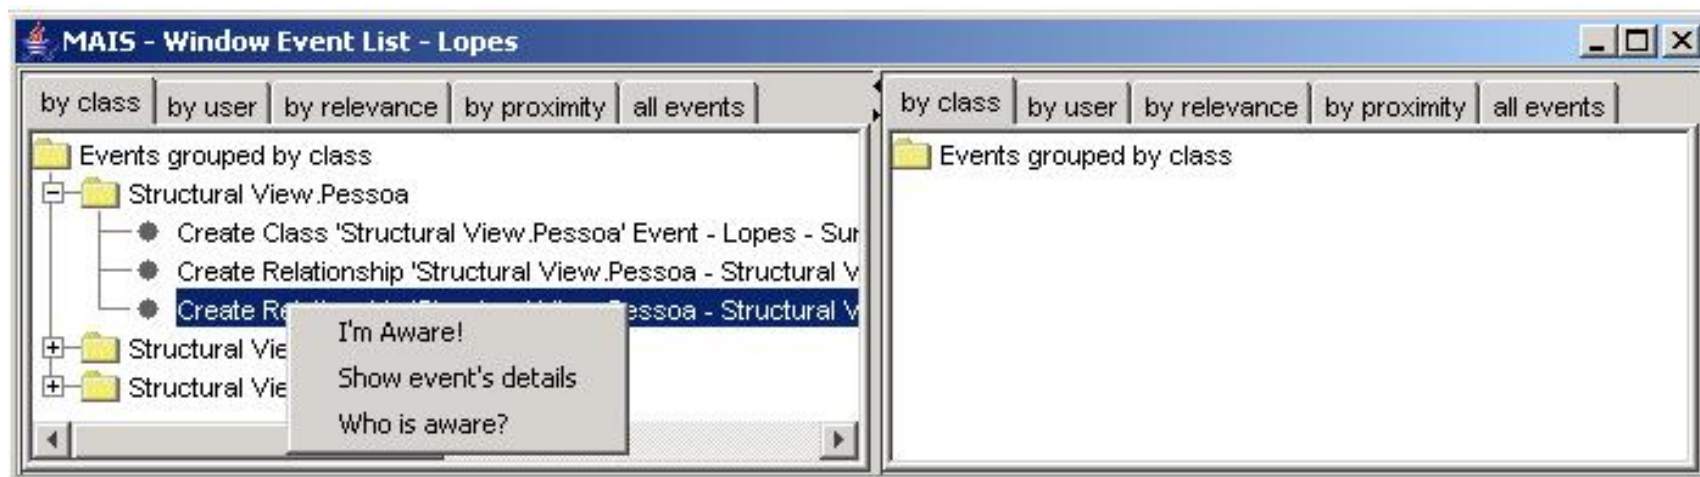 MAIS - Window Event List - Lopes
by class by user by relevance by proximity all events
Events grouped by class
Structural View.Pessoa
Create Class 'Structural View.Pessoa' Event - Lopes - Sun
Create Relationship 'Structural View.Pessoa - Structural V
Create Re essoa - Structural V
Structural Vie
Structural Vie
I'm Aware!
Show event's details
Who is aware?
by class by user by relevance by proximity all events
Events grouped by class